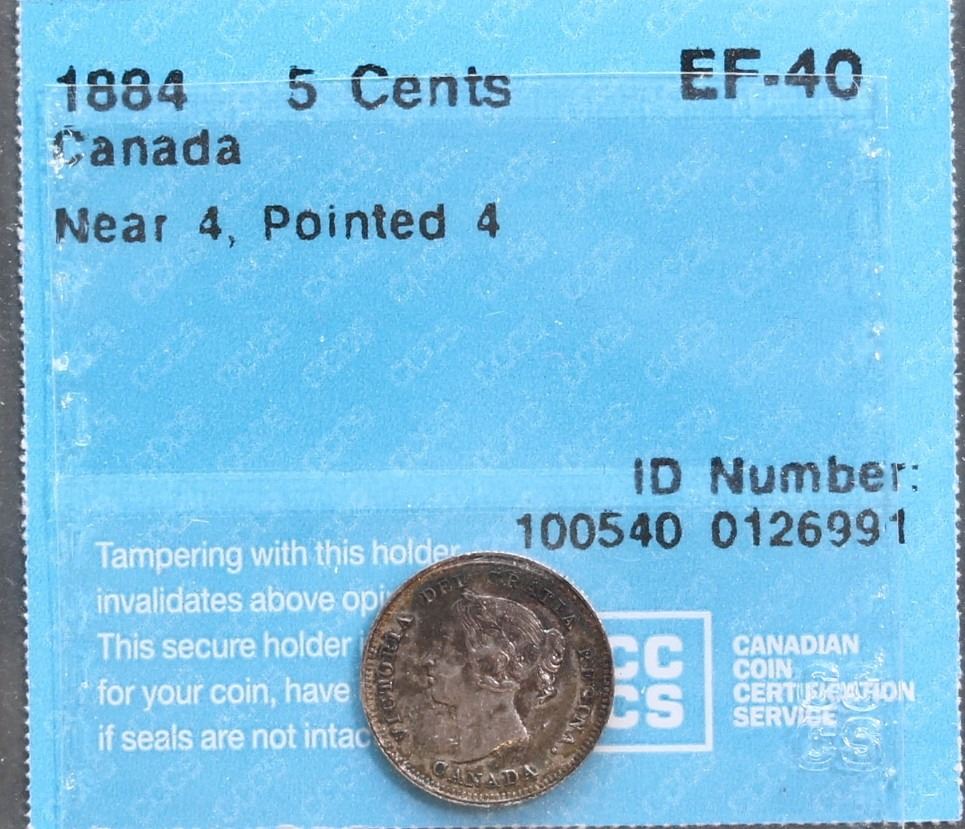 1884 5 Cents EF-40
Canada
Near 4, Pointed 4
ID Number:
100540 0126991
Tampering with this holder
invalidates above
This secure holder
for your coin, have
if seals are not
CC
CS
CANADIAN
COIN
CERTIFICATION
SERVICE
VICTORIA DEI GRATIA REGINA.
CANADA